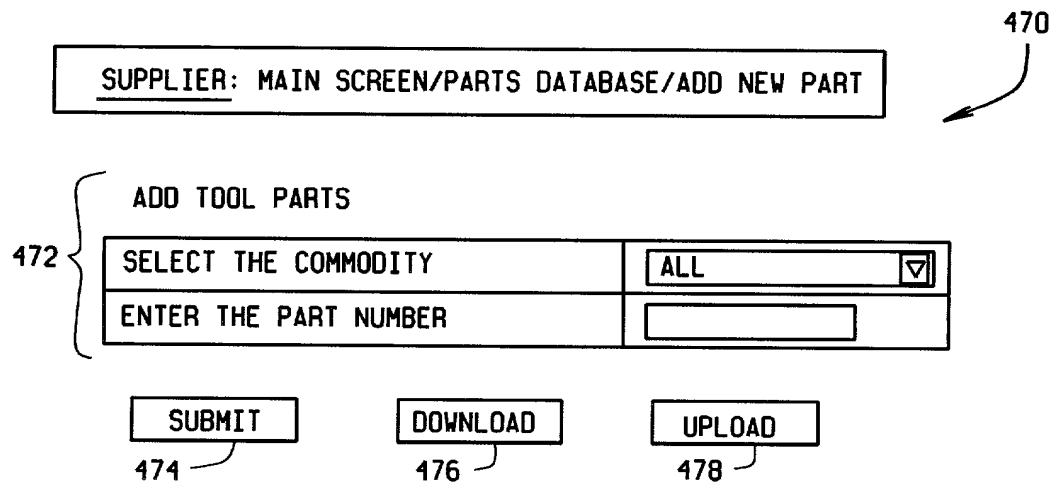 470
SUPPLIER: MAIN SCREEN/PARTS DATABASE/ADD NEW PART
ADD TOOL PARTS
472
SELECT THE COMMODITY ALL
ENTER THE PART NUMBER
SUBMIT DOWNLOAD UPLOAD
474 476 478